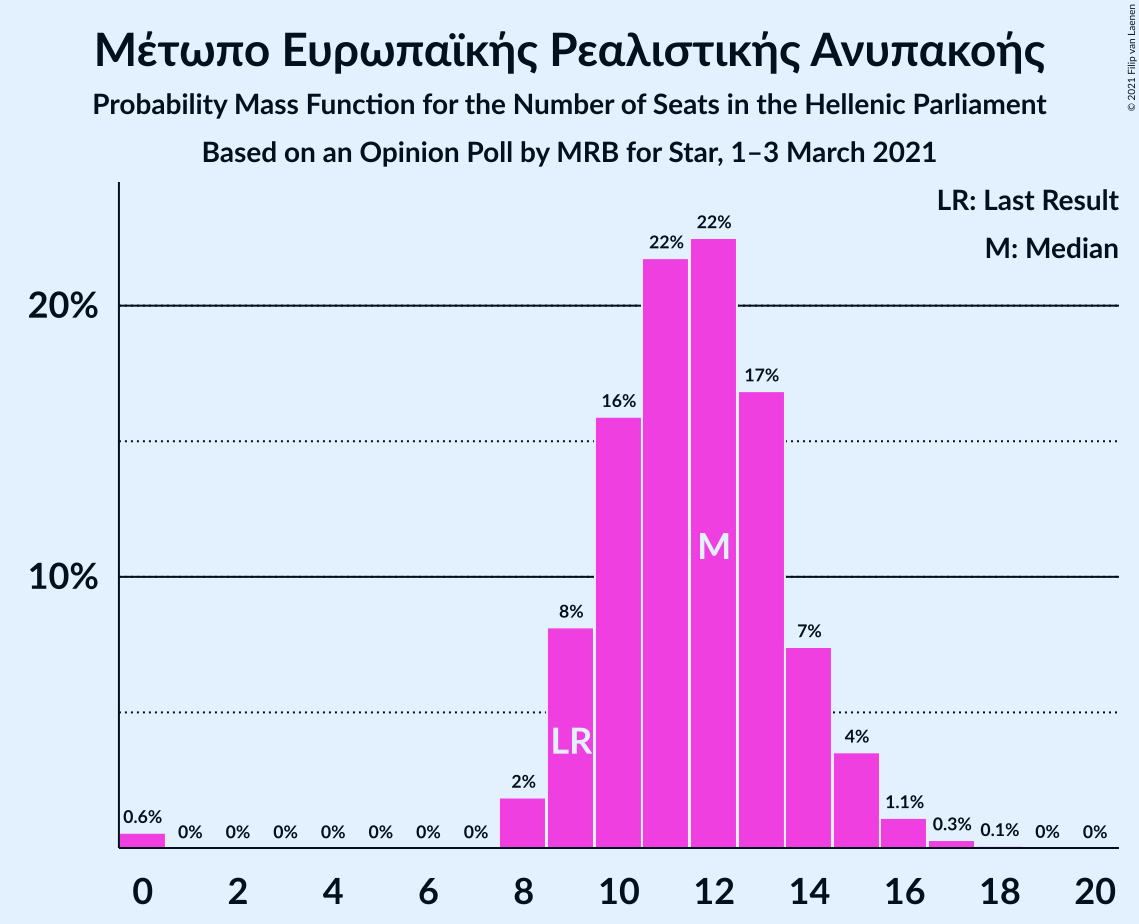 Μέτωπο Ευρωπαϊκής Ρεαλιστικής Ανυπακοής
Probability Mass Function for the Number of Seats in the Hellenic Parliament
Based on an Opinion Poll by MRB for Star, 1–3 March 2021
© 2021 Filip van Laenen
LR: Last Result
M: Median
20%
10%
0.6%
0%
0%
0%
0%
0%
0%
0%
2%
8%
16%
22%
22%
17%
7%
4%
1.1%
0.3%
0.1%
0%
0%
LR
M
0 2 4 6 8 10 12 14 16 18 20